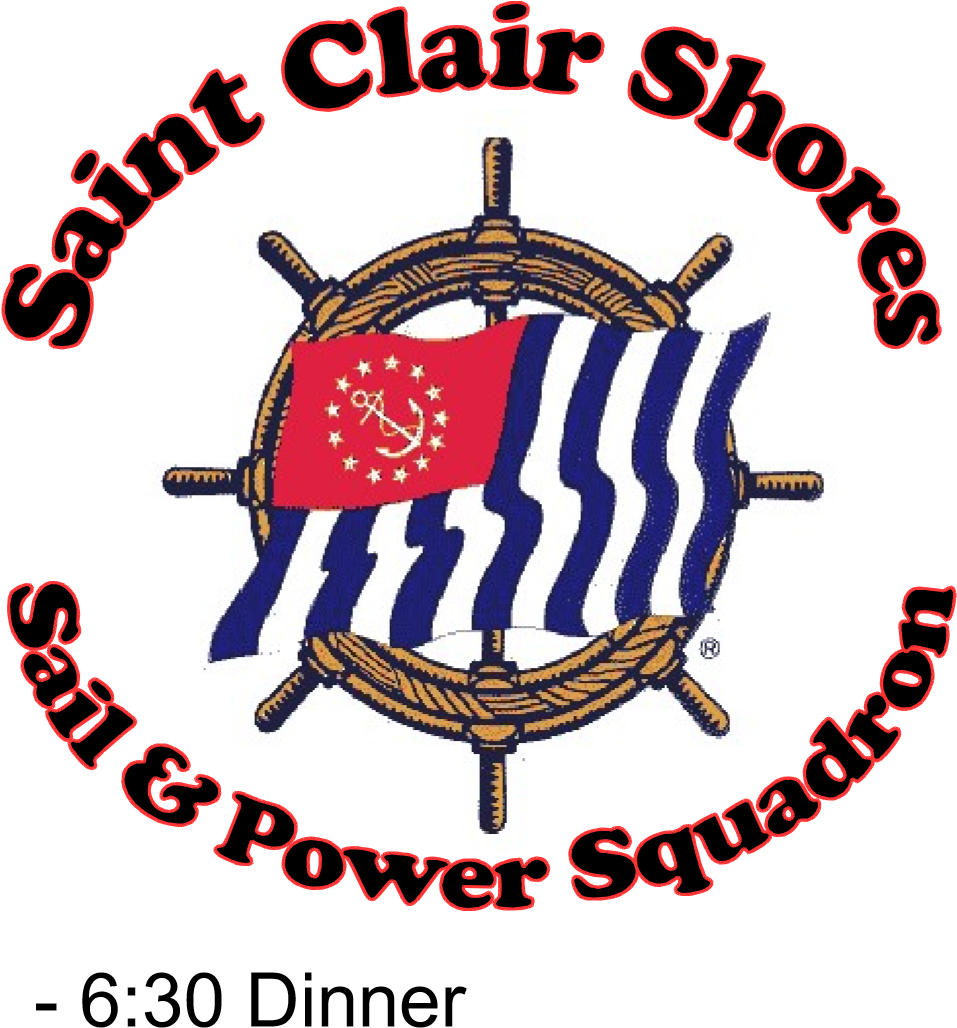 Saint Clair Shores
®
Sail & Power Squadron
- 6:30 Dinner